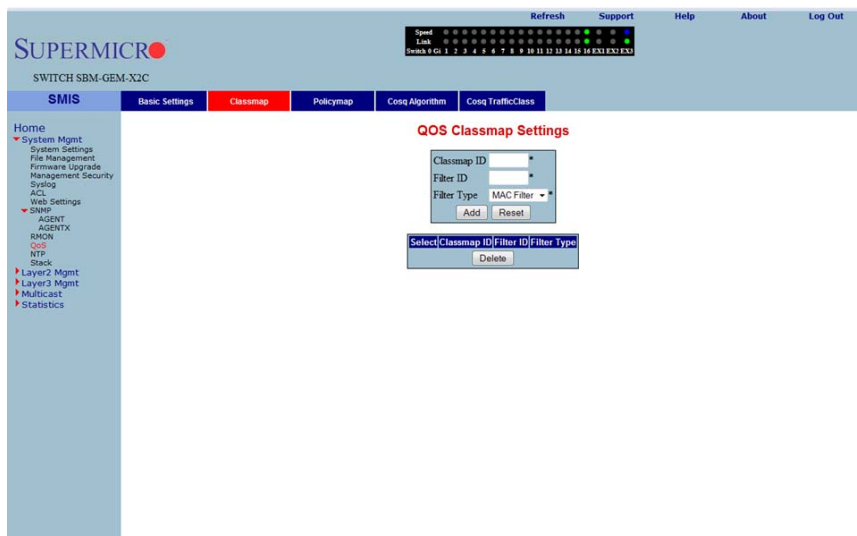 Refresh Support Help About Log Out
SUPERMICRO
SWITCH SBM-GEM-X2C
Speed
Link
Switch 0 Gi 1 2 3 4 5 6 7 8 9 10 11 12 13 14 15 16 EX1 EX2 EX3
SMIS
Basic Settings Classmap Policymap Cosq Algorithm Cosq TrafficClass
Home
System Mgmt
System Settings
File Management
Firmware Upgrade
Management Security
Syslog
ACL
Web Settings
SNMP
AGENT
AGENTX
RMON
QoS
NTP
Stack
Layer2 Mgmt
Layer3 Mgmt
Multicast
Statistics
QOS Classmap Settings
Classmap ID *
Filter ID *
Filter Type MAC Filter *
Add Reset
Select Classmap ID Filter ID Filter Type
Delete